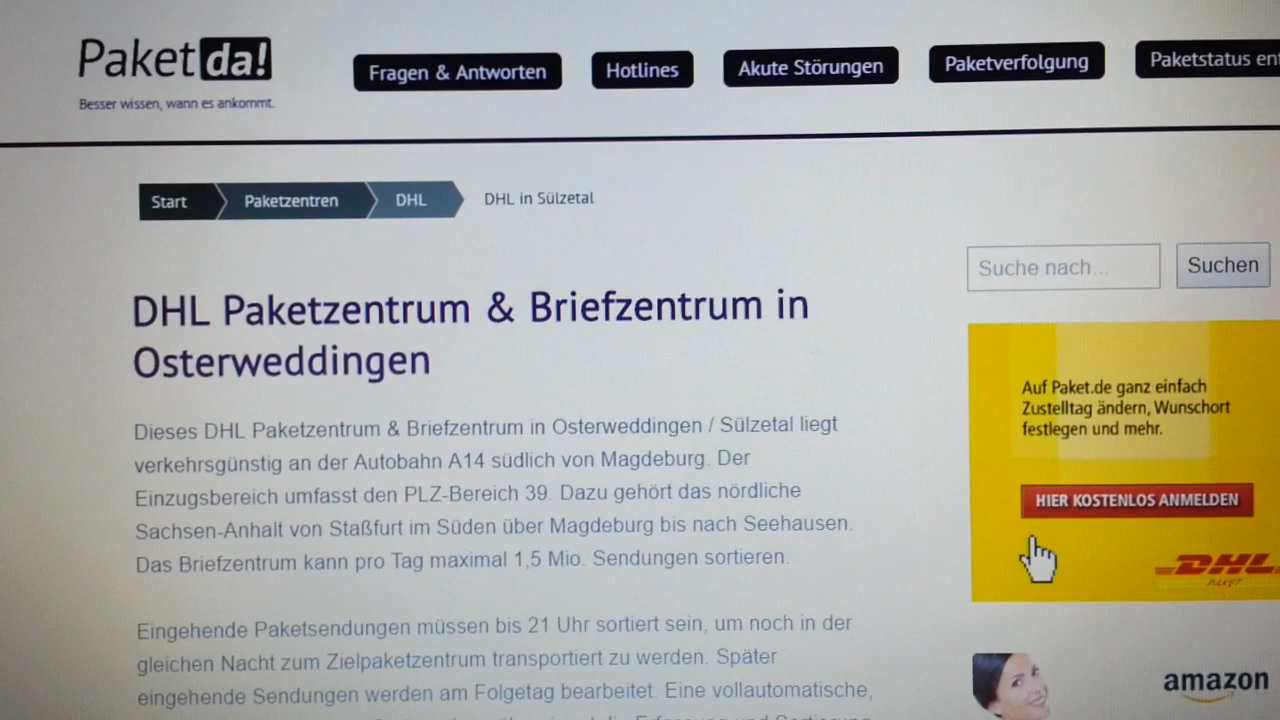 Paket da!
Besser wissen, wann es ankommt.
Fragen & Antworten
Hotlines
Akute Störungen
Paketverfolgung
Paketstatus
Start
Paketzentren
DHL
DHL in Sülzetal
Suche nach...
Suchen
DHL Paketzentrum & Briefzentrum in
Osterweddingen
Dieses DHL Paketzentrum & Briefzentrum in Osterweddingen / Sülzetal liegt
verkehrsgünstig an der Autobahn A14 südlich von Magdeburg. Der
Einzugsbereich umfasst den PLZ-Bereich 39. Dazu gehört das nördliche
Sachsen-Anhalt von Staßfurt im Süden über Magdeburg bis nach Seehausen.
Das Briefzentrum kann pro Tag maximal 1,5 Mio. Sendungen sortieren.
Eingehende Paketsendungen müssen bis 21 Uhr sortiert sein, um noch in der
gleichen Nacht zum Zielpaketzentrum transportiert zu werden. Später
eingehende Sendungen werden am Folgetag bearbeitet. Eine vollautomatische,
Auf Paket.de ganz einfach
Zustelltag ändern, Wunschort
festlegen und mehr.
HIER KOSTENLOS ANMELDEN
DHL
PAKET
amazon